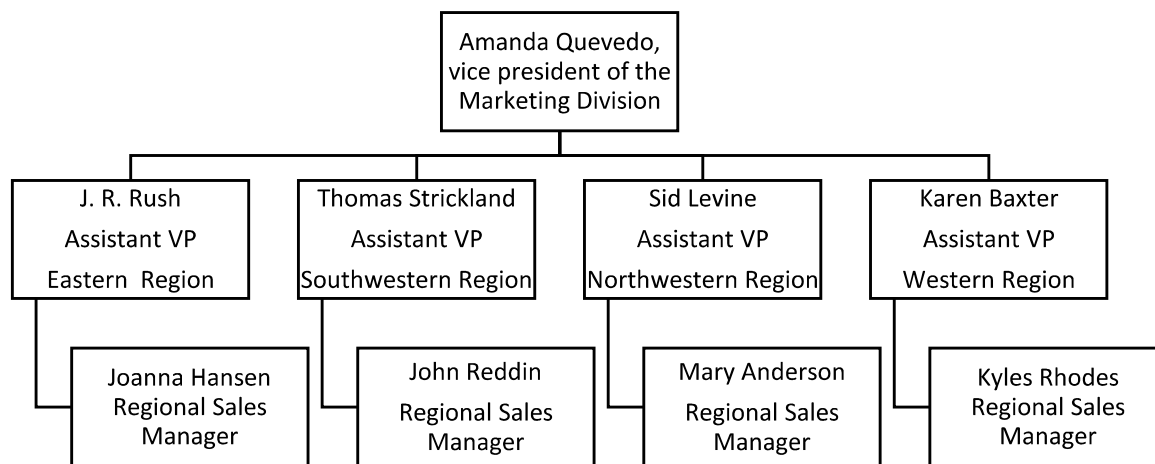 Amanda Quevedo,
vice president of the
Marketing Division
J. R. Rush
Assistant VP
Eastern Region
Thomas Strickland
Assistant VP
Southwestern Region
Sid Levine
Assistant VP
Northwestern Region
Karen Baxter
Assistant VP
Western Region
Joanna Hansen
Regional Sales
Manager
John Reddin
Regional Sales
Manager
Mary Anderson
Regional Sales
Manager
Kyles Rhodes
Regional Sales
Manager